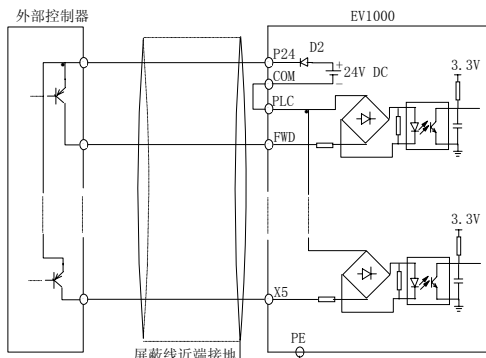 外部控制器
EV1000
P24
D2
+
24V DC
−
COM
PLC
3.3V
FWD
3.3V
X5
PE
屏蔽线近端接地